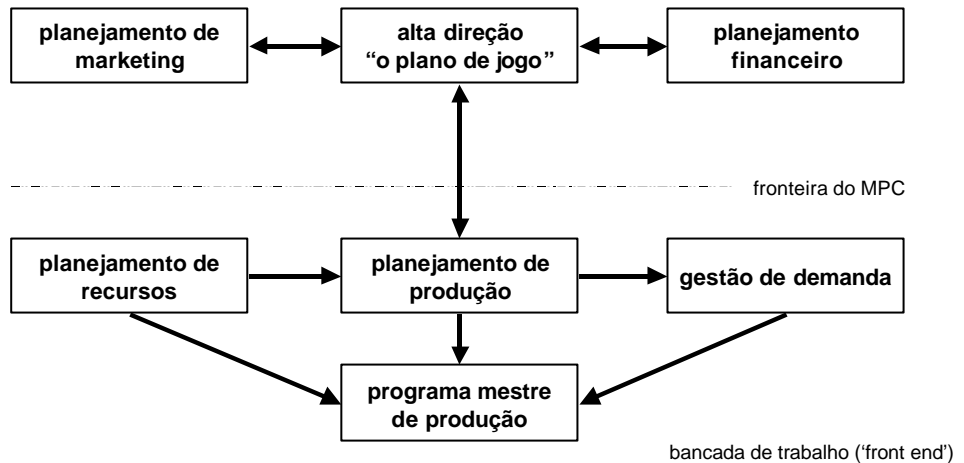 planejamento de
marketing
alta direção
“o plano de jogo”
planejamento
financeiro
fronteira do MPC
planejamento de
recursos
planejamento de
produção
gestão de demanda
programa mestre
de produção
bancada de trabalho (‘front end’)